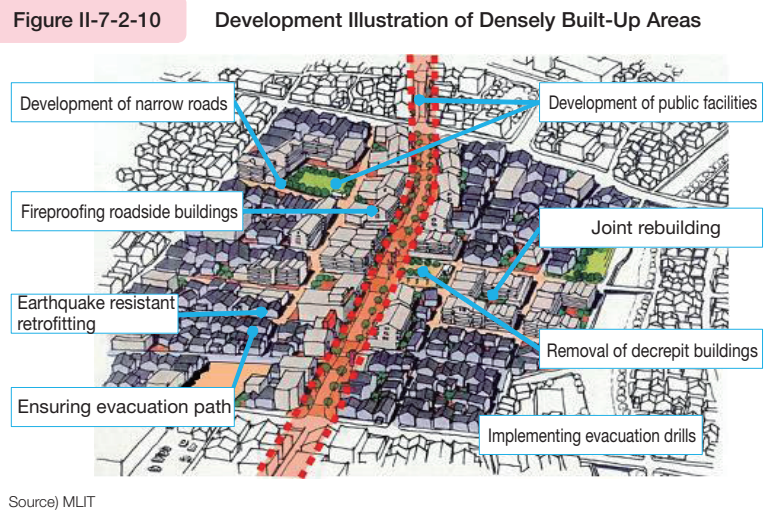 Figure II-7-2-10
Development Illustration of Densely Built-Up Areas
Development of narrow roads
Development of public facilities
Fireproofing roadside buildings
Joint rebuilding
Earthquake resistant
retrofitting
Removal of decrepit buildings
Ensuring evacuation path
Implementing evacuation drills
Source) MLIT